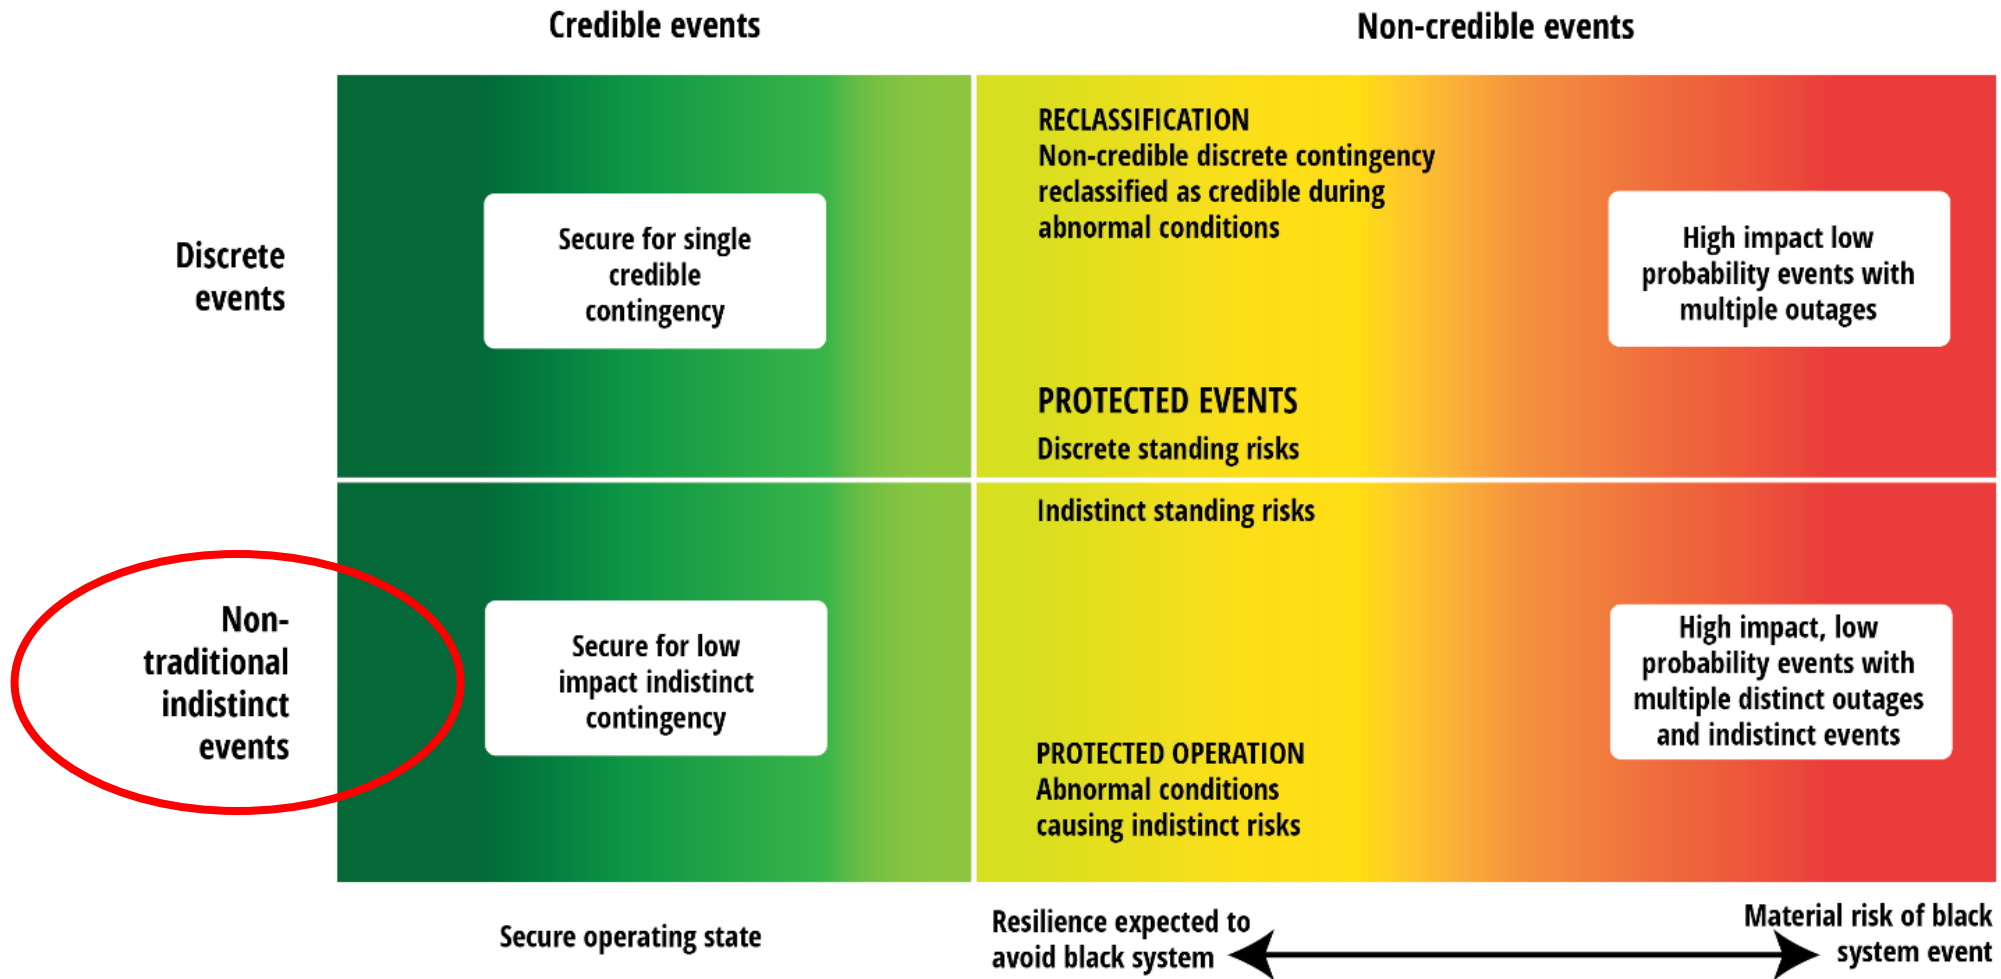 Credible events
Non-credible events
Discrete
events
Secure for single
credible
contingency
RECLASSIFICATION
Non-credible discrete contingency
reclassified as credible during
abnormal conditions
PROTECTED EVENTS
Discrete standing risks
High impact low
probability events with
multiple outages
Non-
traditional
indistinct
events
Secure for low
impact indistinct
contingency
Indistinct standing risks
PROTECTED OPERATION
Abnormal conditions
causing indistinct risks
High impact, low
probability events with
multiple distinct outages
and indistinct events
Secure operating state
Resilience expected to
avoid black system
Material risk of black
system event